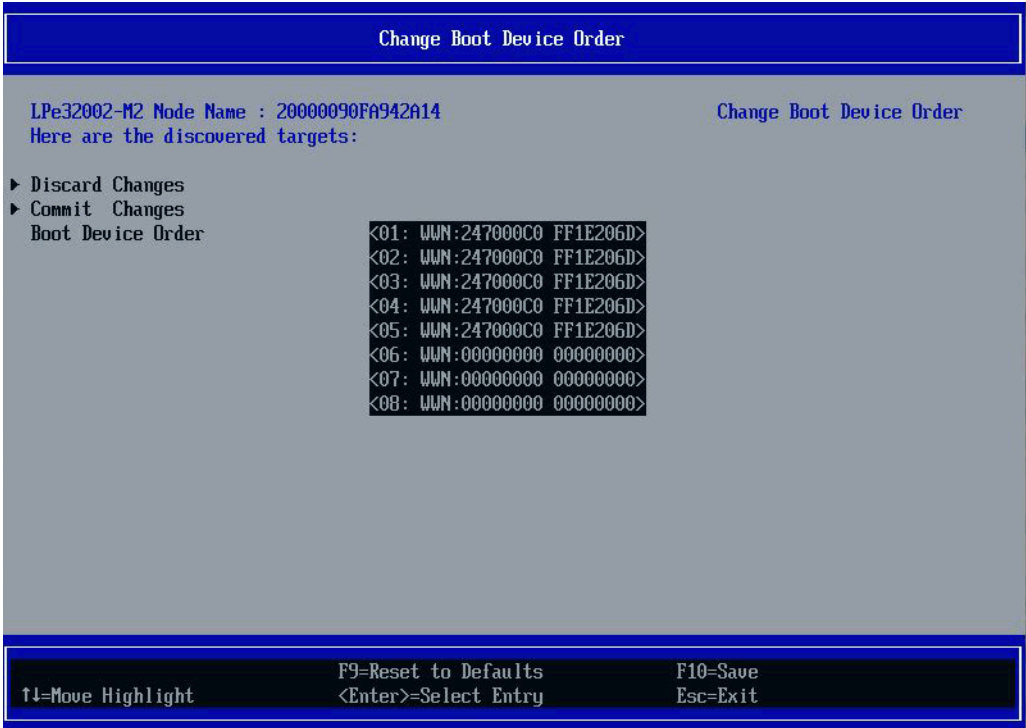 Change Boot Device Order
LPe32002-M2 Node Name : 20000090FA942A14 Change Boot Device Order
Here are the discovered targets:
▶ Discard Changes
▶ Commit  Changes
Boot Device Order <01: WWN:247000C0 FF1E206D>
<02: WWN:247000C0 FF1E206D>
<03: WWN:247000C0 FF1E206D>
<04: WWN:247000C0 FF1E206D>
<05: WWN:247000C0 FF1E206D>
<06: WWN:00000000 00000000>
<07: WWN:00000000 00000000>
<08: WWN:00000000 00000000>
F9=Reset to Defaults F10=Save
↑↓=Move Highlight <Enter>=Select Entry Esc=Exit